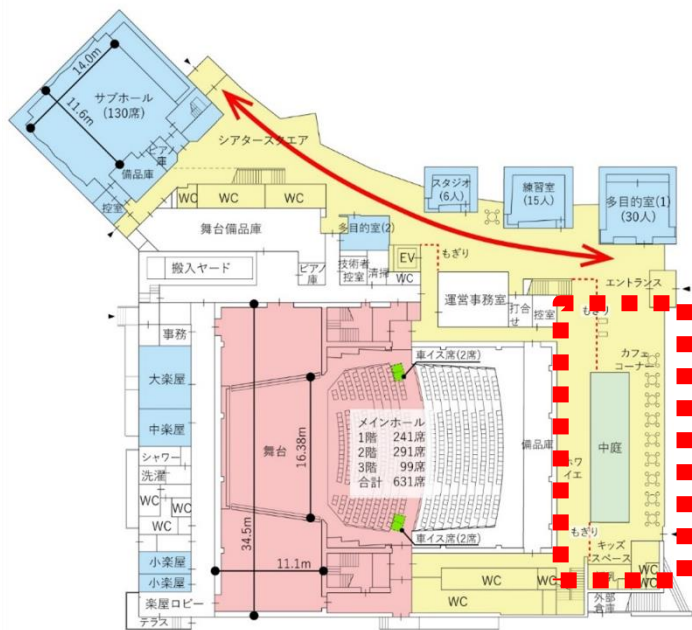 14.0m
11.6m
サブホール
(130席)
ピアノ
庫
備品庫
控室
シアタースクエア
WC
WC
WC
舞台備品庫
多目的室(2)
スタジオ
(6人)
練習室
(15人)
多目的室(1)
(30人)
搬入ヤード
ピアノ
庫
技術者
控室
清掃
EV
WC
もぎり
運営事務室
打合
せ
控室
エントランス
もぎり
事務
大楽屋
中楽屋
シャワー
洗濯
WC
WC
WC
小楽屋
小楽屋
楽屋ロビー
テラス
舞台
34.5m
16.38m
11.1m
車イス席(2席)
メインホール
1階 241席
2階 291席
3階 99席
合計 631席
車イス席(2席)
備品庫
カフェ
コーナー
中庭
もぎり
キッズ
スペース
WC
WC
WC
WC
WC
外部
倉庫